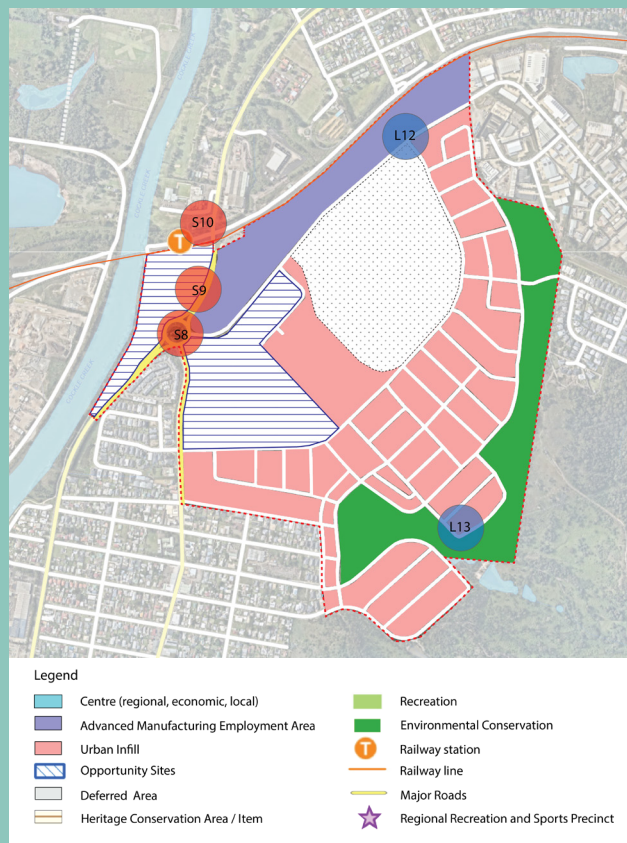 L12
S10
T
S9
S8
L13
Legend
Centre (regional, economic, local)
Advanced Manufacturing Employment Area
Urban Infill
Opportunity Sites
Deferred Area
Heritage Conservation Area / Item
Recreation
Environmental Conservation
T Railway station
Railway line
Major Roads
Regional Recreation and Sports Precinct